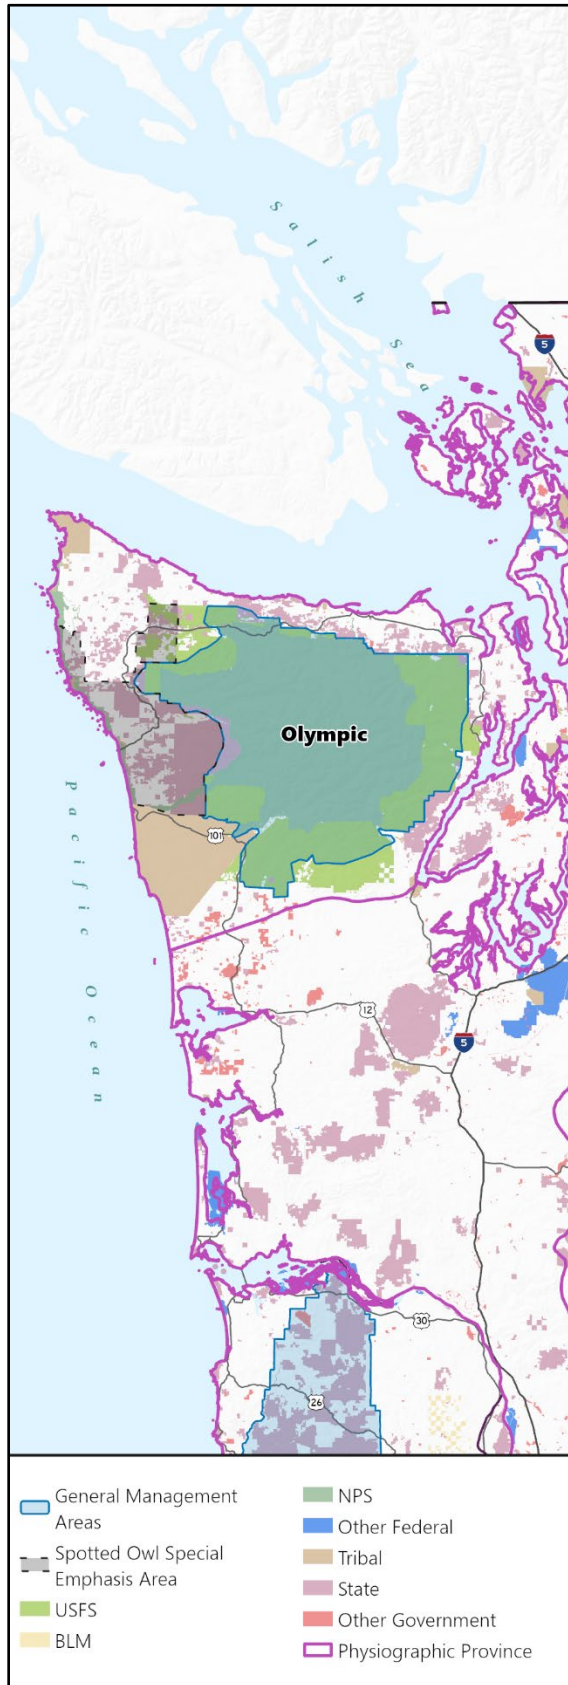 Salish Sea
5
Olympic
Pacific Ocean
101
12
5
30
26
General Management
Areas
Spotted Owl Special
Emphasis Area
USFS
BLM
NPS
Other Federal
Tribal
State
Other Government
Physiographic Province